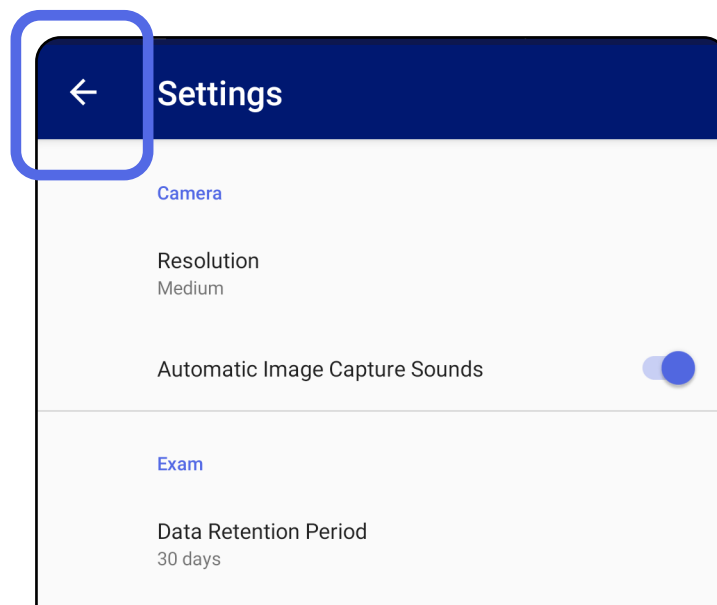 Settings
Camera
Resolution
Medium
Automatic Image Capture Sounds
Exam
Data Retention Period
30 days